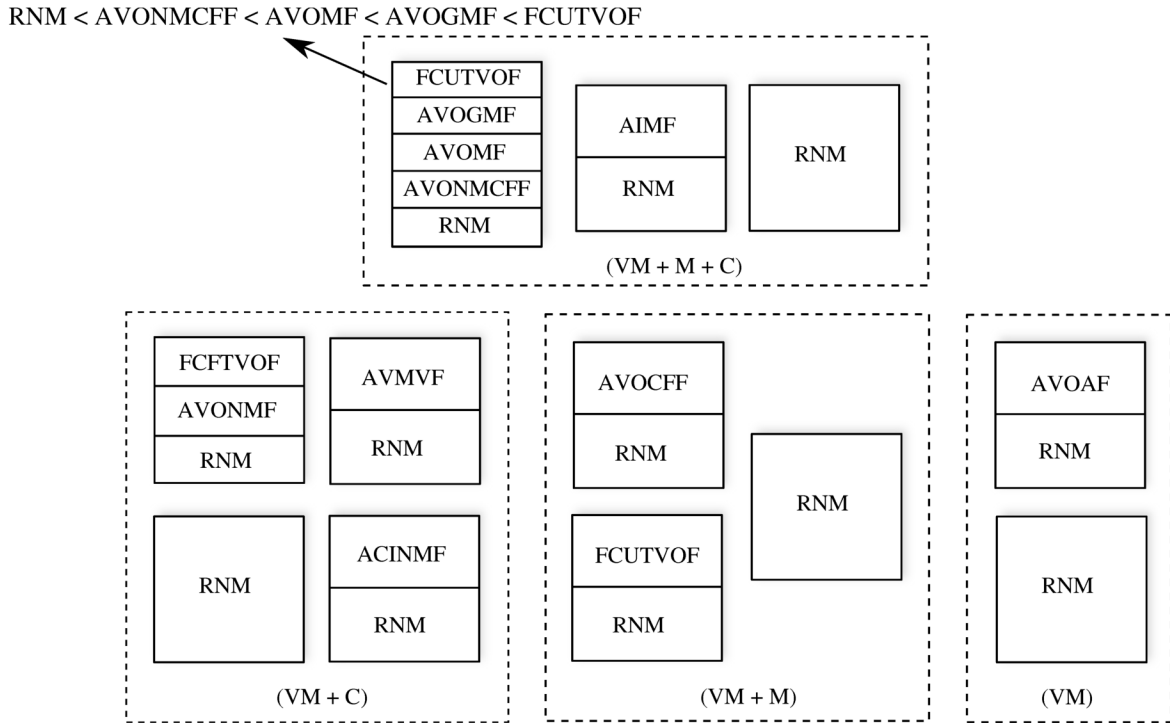 RNM < AVONMCFF < AVOMF < AVOGMF < FCUTVOF
FCUTVOF
AVOGMF
AVOMF
AVONMCFF
RNM
AIMF
RNM
RNM
(VM + M + C)
FCFTVOF
AVONMF
RNM
AVMVF
RNM
RNM
ACINMF
RNM
(VM + C)
AVOCFF
RNM
FCUTVOF
RNM
RNM
(VM + M)
AVOAF
RNM
RNM
(VM)